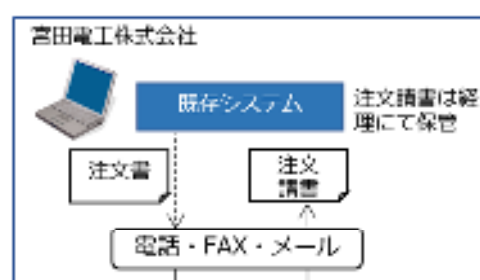 宮田電工株式会社
既存システム
注文請書は経
理にて保管
注文書
注文
請書
電話・FAX・メール